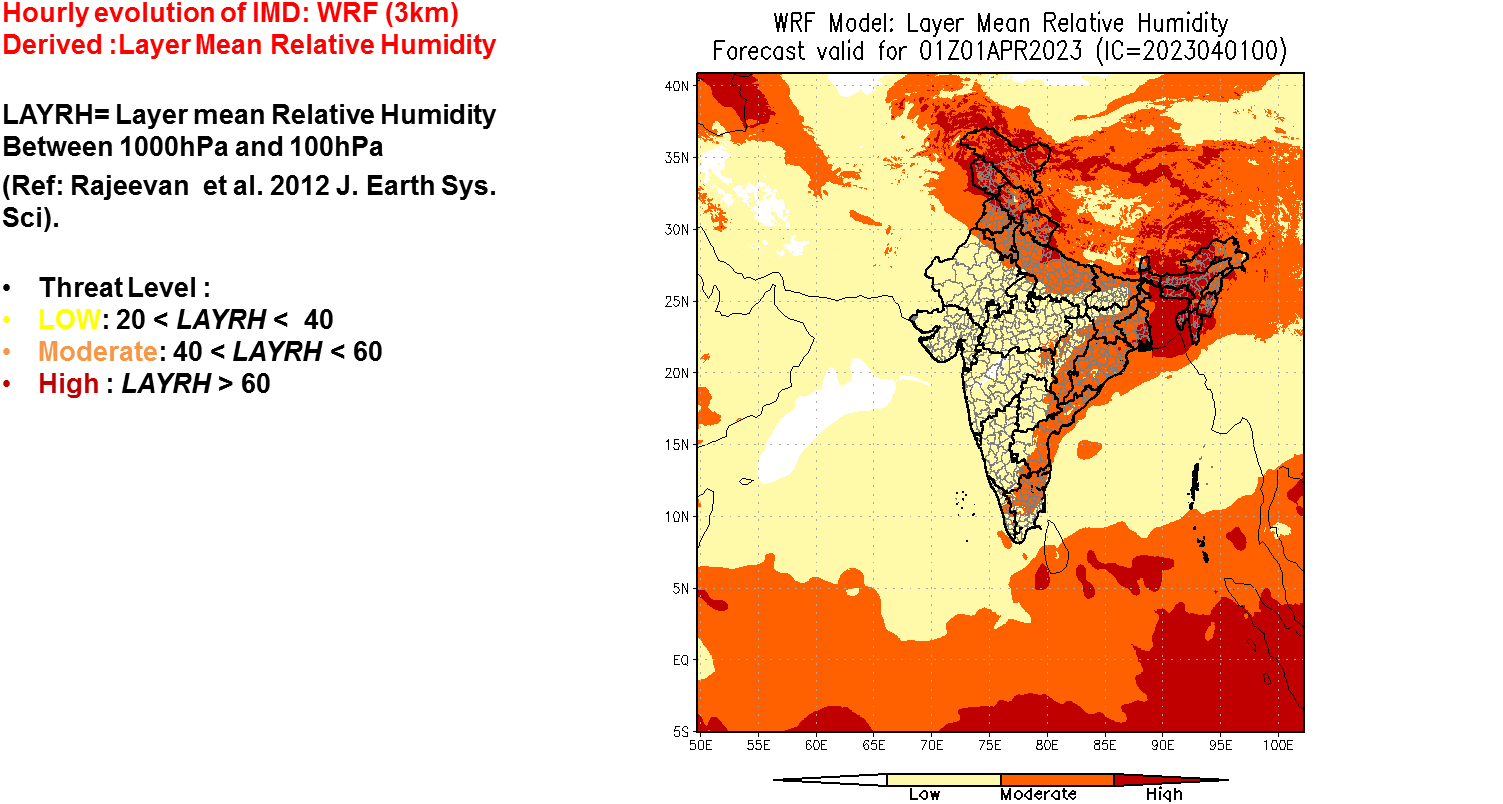 Hourly evolution of IMD: WRF (3km)
Derived :Layer Mean Relative Humidity
LAYRH= Layer mean Relative Humidity
Between 1000hPa and 100hPa
(Ref: Rajeevan et al. 2012 J. Earth Sys.
Sci).
• Threat Level :
• LOW: 20 < LAYRH < 40
• Moderate: 40 < LAYRH < 60
• High : LAYRH > 60
WRF Model: Layer Mean Relative Humidity
Forecast valid for 01Z01APR2023 (IC=2023040100)
40N
35N
30N
25N
20N
15N
10N
5N
EQ
5S
50E 55E 60E 65E 70E 75E 80E 85E 90E 95E 100E
Low Moderate High